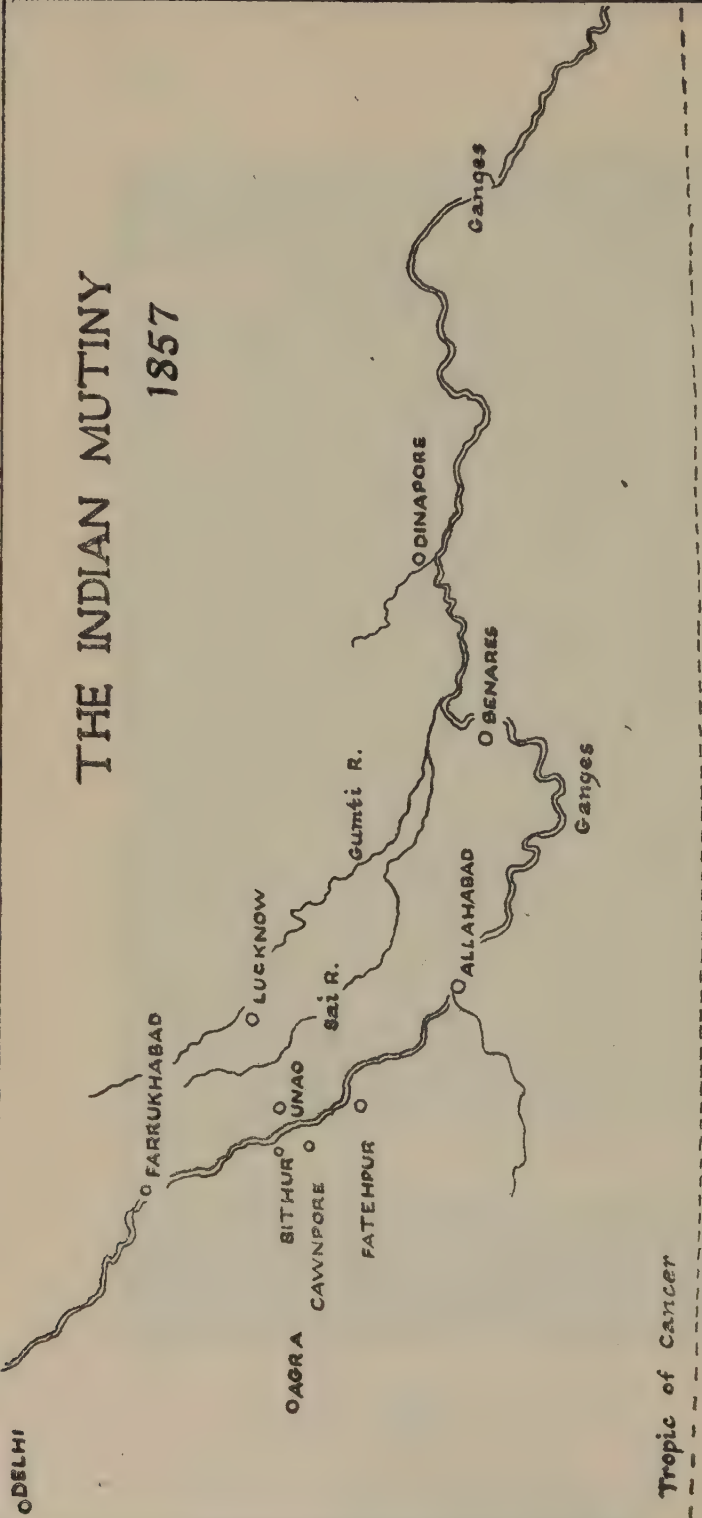 THE INDIAN MUTINY
1857
DELHI
FARRUKHABAD
LUCKNOW
Gumti R.
Sai R.
UNAO
BITHUR
CAWNPORE
FATEHPUR
AGRA
ALLAHABAD
BENARES
DINAPORE
Ganges
Ganges
Tropic of Cancer